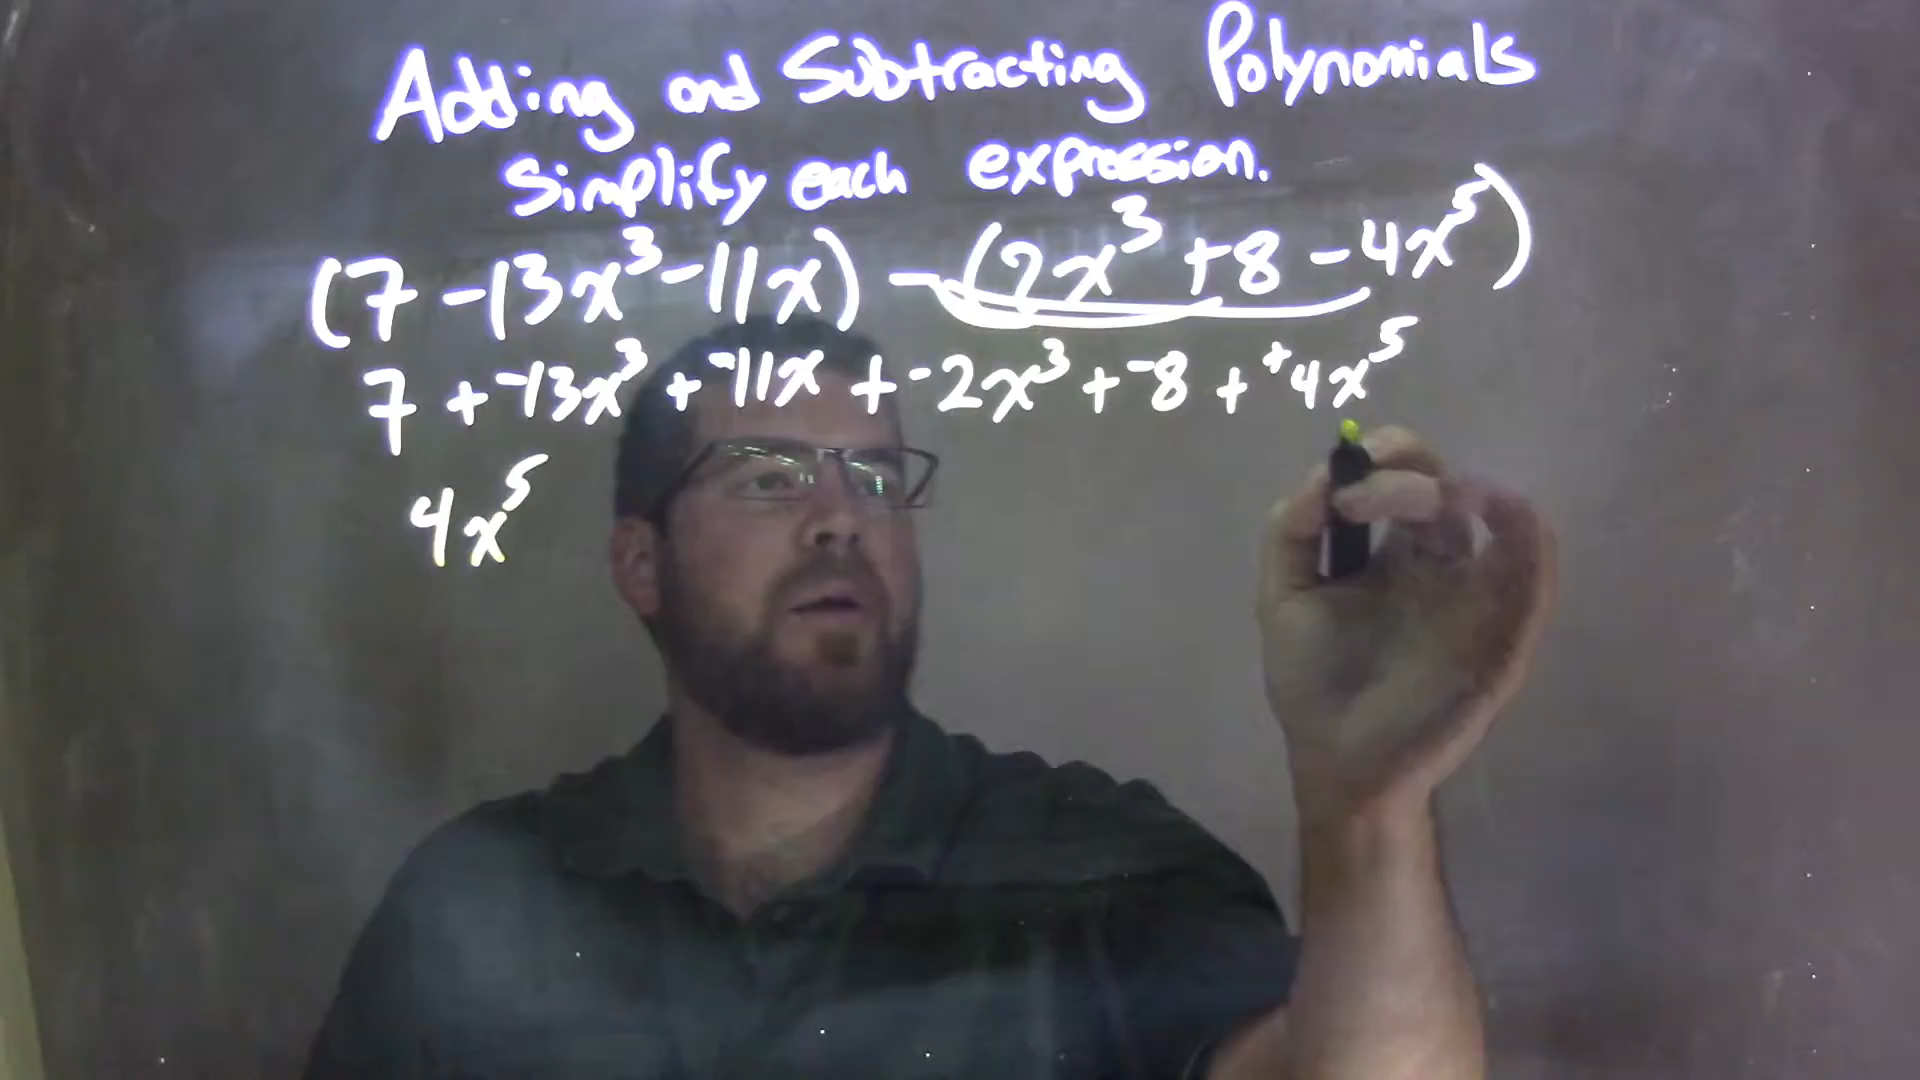 Adding and Subtracting Polynomials
Simplify each expression.
(7 -13x³ -11x) - (2x³ +8 -4x⁵)
7 + ⁻13x³ + ⁻11x + ⁻2x³ + ⁻8 + ⁺4x⁵
4x⁵